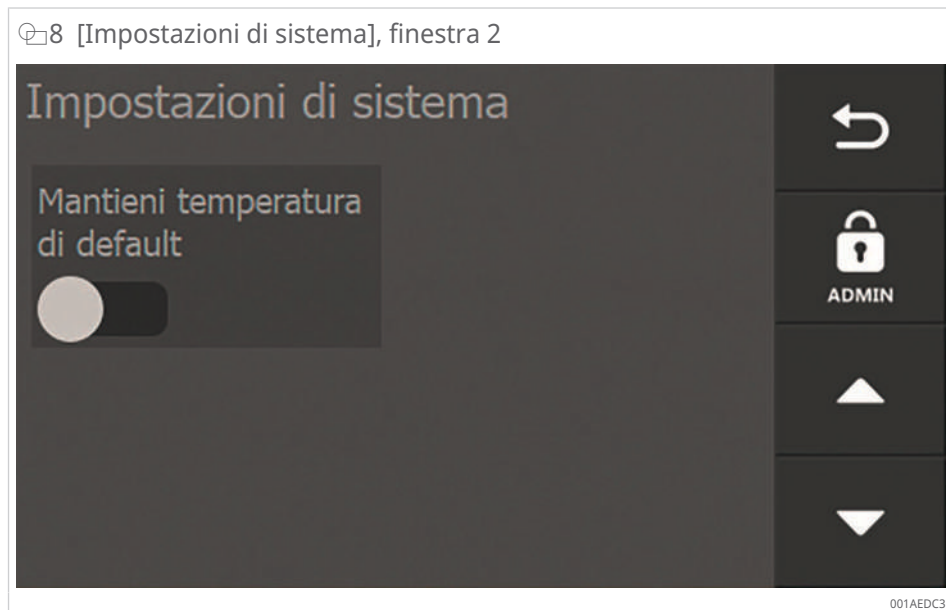 8 [Impostazioni di sistema], finestra 2
Impostazioni di sistema
Mantieni temperatura
di default
ADMIN
001AEDC3